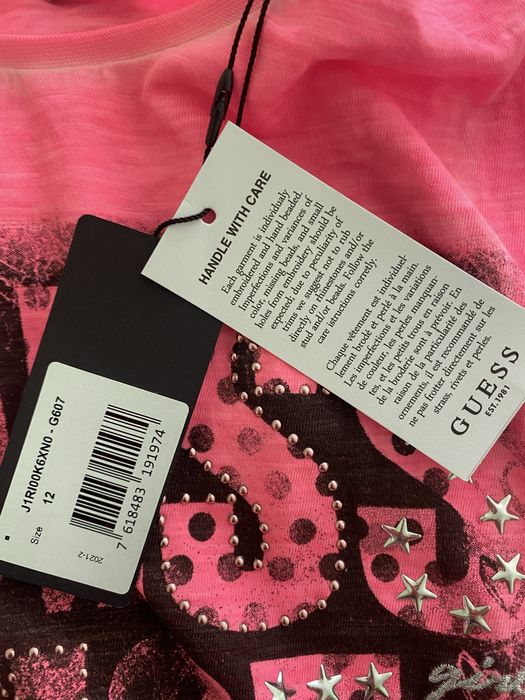 HANDLE WITH CARE
Each garment is individualy
embroidered and hand beaded.
Imperfections and variances of
color, missing beads, and small
holes from embroidery should be
expected: due to peculiarity of
trims we suggest not to rub
directly on rhinestones and/or
stud and/or beads. Follow the
care istructions corretly.
Chaque vêtement est individuel-
lement brodé et perlé à la main.
Les imperfections et les variations
de couleur, les perles manquan-
tes, et les petits trous en raison
de la broderie sont à prévoir. En
raison de la particularité des
ornements, il est recommandé de
ne pas frotter directement sur les
strass, rivets et perles.
GUESS
EST.1981
J1RI00K6XN0 - G607
Size 12
7 618483 191974
2021-2